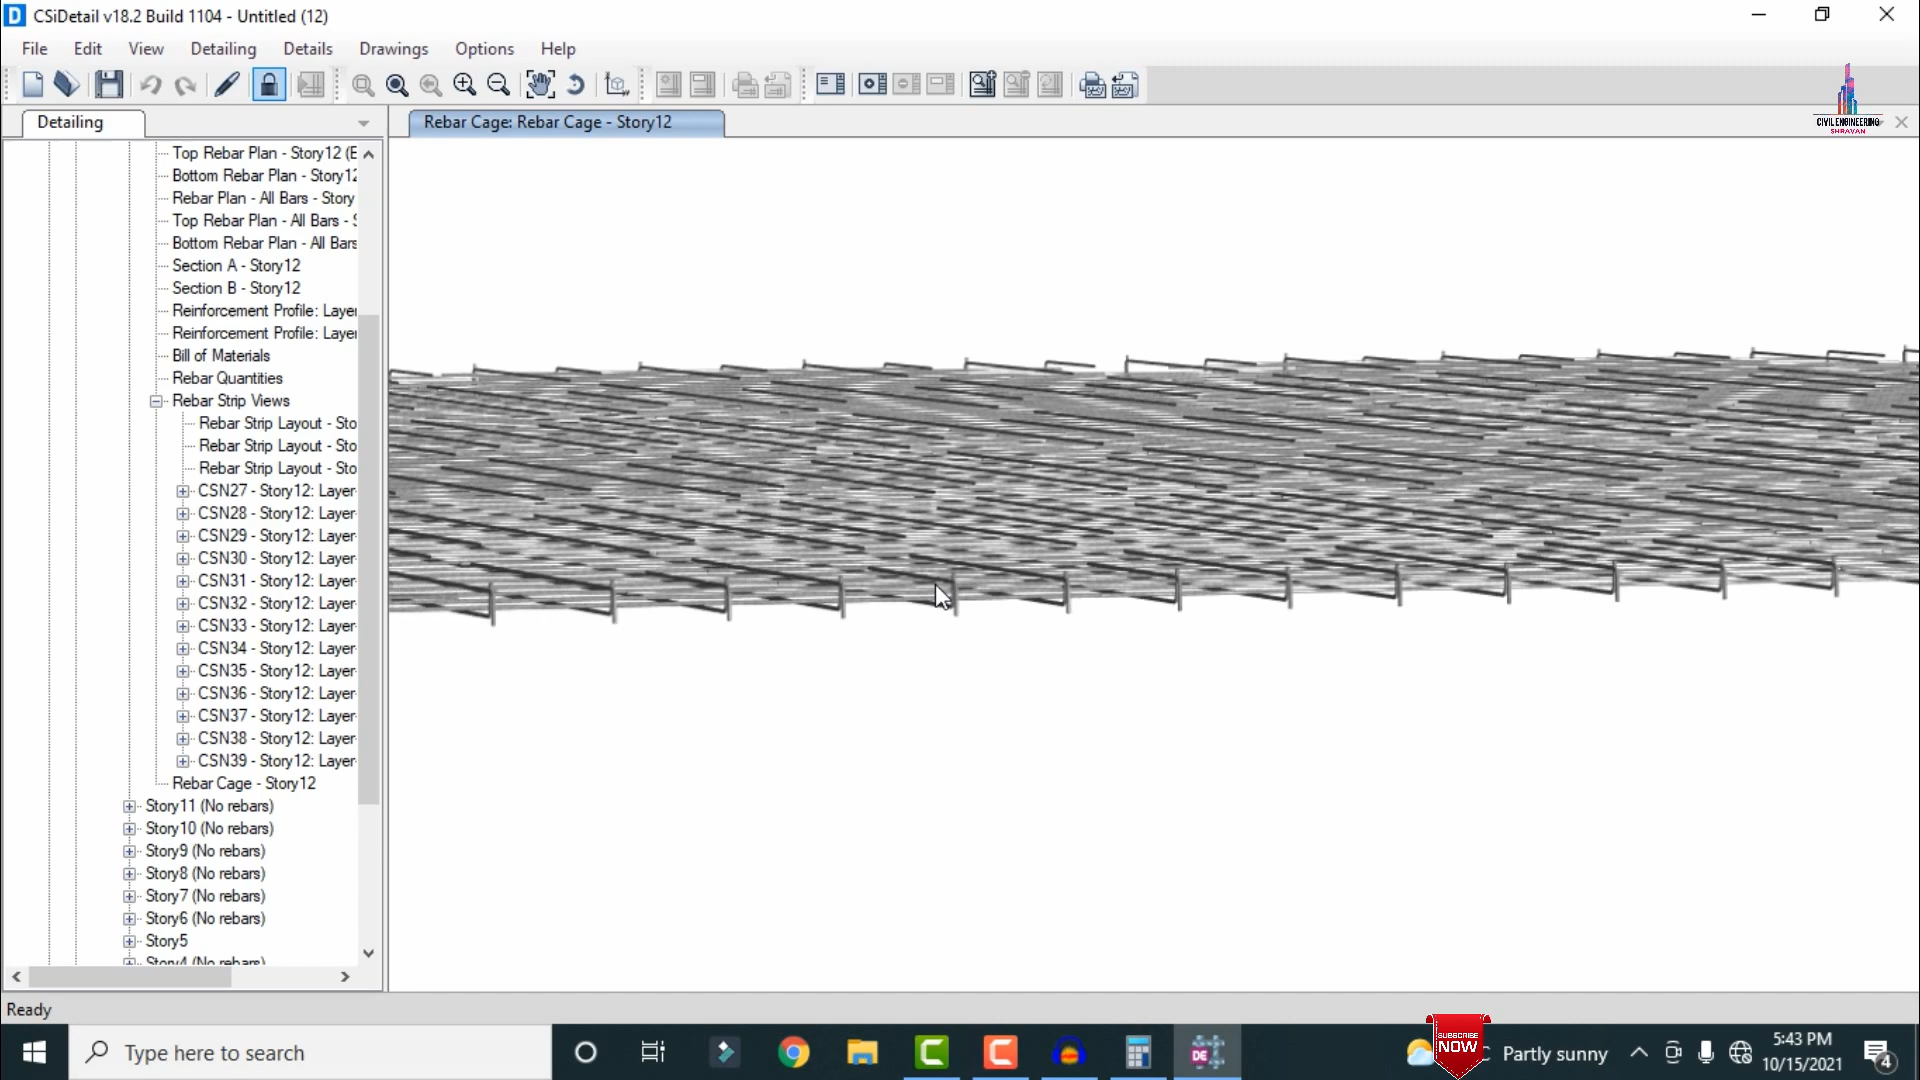 CSiDetail v18.2 Build 1104 - Untitled (12)
File Edit View Detailing Details Drawings Options Help
Detailing
Rebar Cage: Rebar Cage - Story12
CIVIL ENGINEERING
SHRAVAN
Top Rebar Plan - Story12 (E
Bottom Rebar Plan - Story12
Rebar Plan - All Bars - Story
Top Rebar Plan - All Bars - S
Bottom Rebar Plan - All Bars
Section A - Story12
Section B - Story12
Reinforcement Profile: Layer
Reinforcement Profile: Layer
Bill of Materials
Rebar Quantities
Rebar Strip Views
Rebar Strip Layout - Sto
Rebar Strip Layout - Sto
Rebar Strip Layout - Sto
CSN27 - Story12: Layer
CSN28 - Story12: Layer
CSN29 - Story12: Layer
CSN30 - Story12: Layer
CSN31 - Story12: Layer
CSN32 - Story12: Layer
CSN33 - Story12: Layer
CSN34 - Story12: Layer
CSN35 - Story12: Layer
CSN36 - Story12: Layer
CSN37 - Story12: Layer
CSN38 - Story12: Layer
CSN39 - Story12: Layer
Rebar Cage - Story12
Story11 (No rebars)
Story10 (No rebars)
Story9 (No rebars)
Story8 (No rebars)
Story7 (No rebars)
Story6 (No rebars)
Story5
Story4 (No rebars)
Ready
Type here to search
DE
SUBSCRIBE
NOW
C Partly sunny
5:43 PM
10/15/2021
4